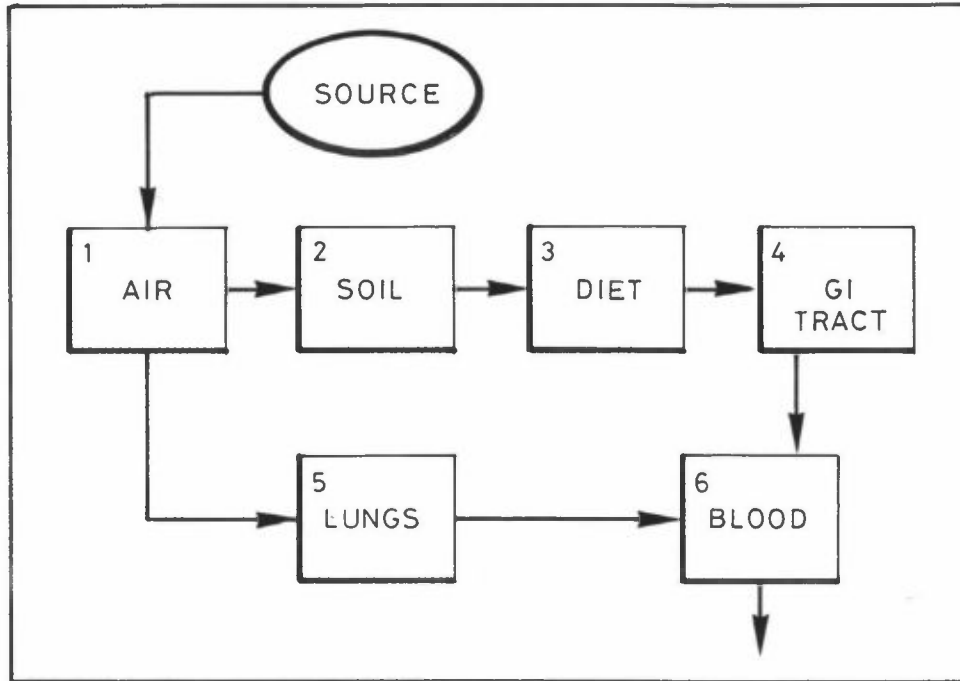 SOURCE
1
AIR
2
SOIL
3
DIET
4
GI
TRACT
5
LUNGS
6
BLOOD